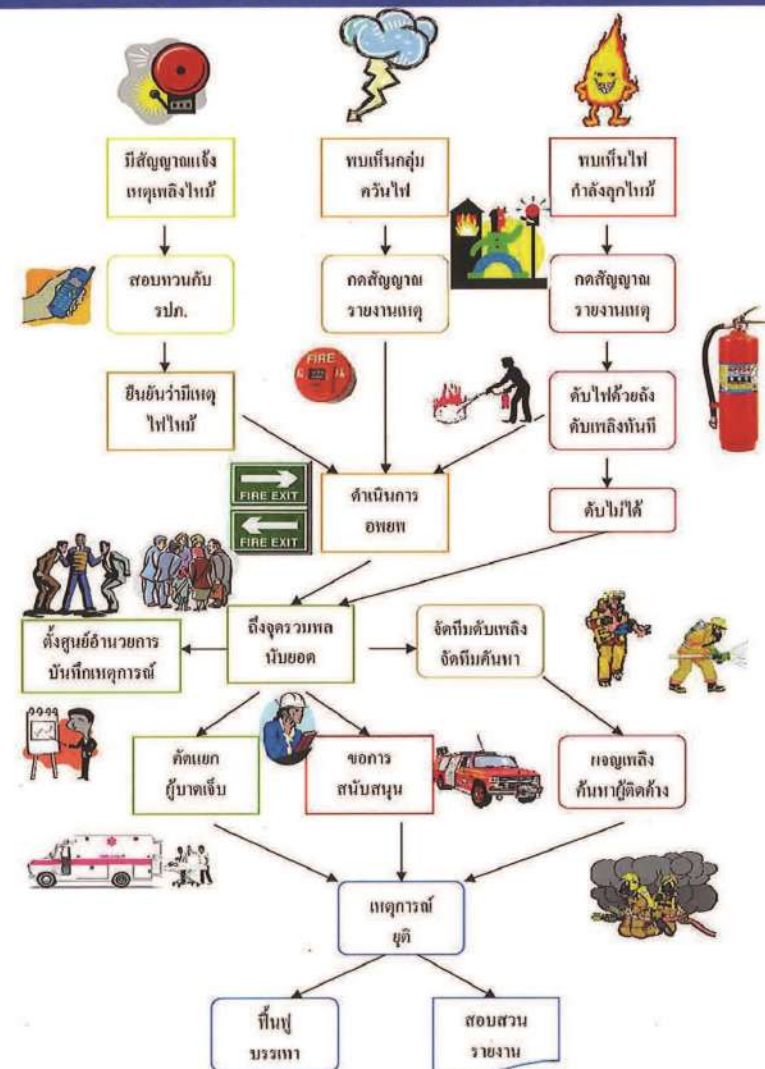 มีสัญญาณแจ้ง
เหตุเพลิงไหม้
พบเห็นกลุ่ม
ควันไฟ
พบเห็นไฟ
กำลังลุกไหม้
สอบทวนกับ
รปภ.
กดสัญญาณ
รายงานเหตุ
กดสัญญาณ
รายงานเหตุ
ยืนยันว่ามีเหตุ
ไฟไหม้
FIRE
ดับไฟด้วยถัง
ดับเพลิงทันที
FIRE EXIT
FIRE EXIT
ดำเนินการ
อพยพ
ดับไม่ได้
ตั้งศูนย์อำนวยการ
บันทึกเหตุการณ์
ถึงจุดรวมพล
นับยอด
จัดทีมดับเพลิง
จัดทีมค้นหา
คัดแยก
ผู้บาดเจ็บ
ขอการ
สนับสนุน
ผจญเพลิง
ค้นหาผู้ติดค้าง
เหตุการณ์
ยุติ
ฟื้นฟู
บรรเทา
สอบสวน
รายงาน